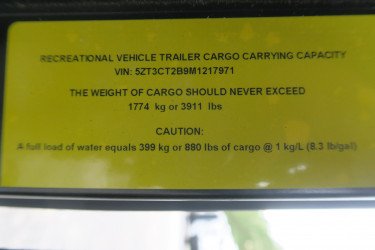 RECREATIONAL VEHICLE TRAILER CARGO CARRYING CAPACITY
VIN: 5ZT3CT2B9M1217971
THE WEIGHT OF CARGO SHOULD NEVER EXCEED
1774 kg or 3911 lbs
CAUTION:
A full load of water equals 399 kg or 880 lbs of cargo @ 1 kg/L (8.3 lb/gal)